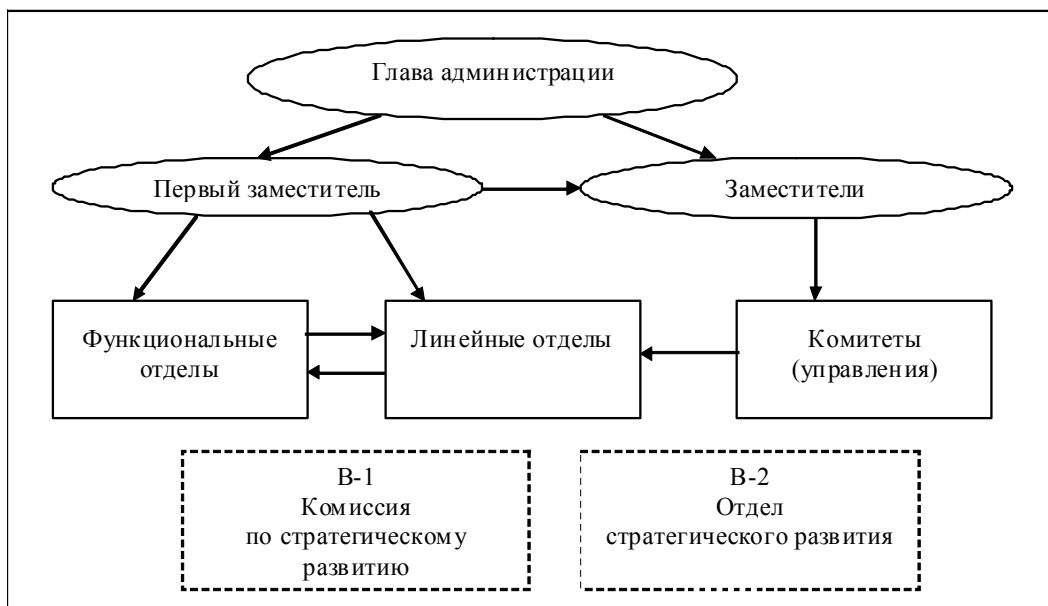 Глава администрации
Первый заместитель
Заместители
Функциональные
отделы
Линейные отделы
Комитеты
(управления)
В-1
Комиссия
по стратегическому
развитию
В-2
Отдел
стратегического развития